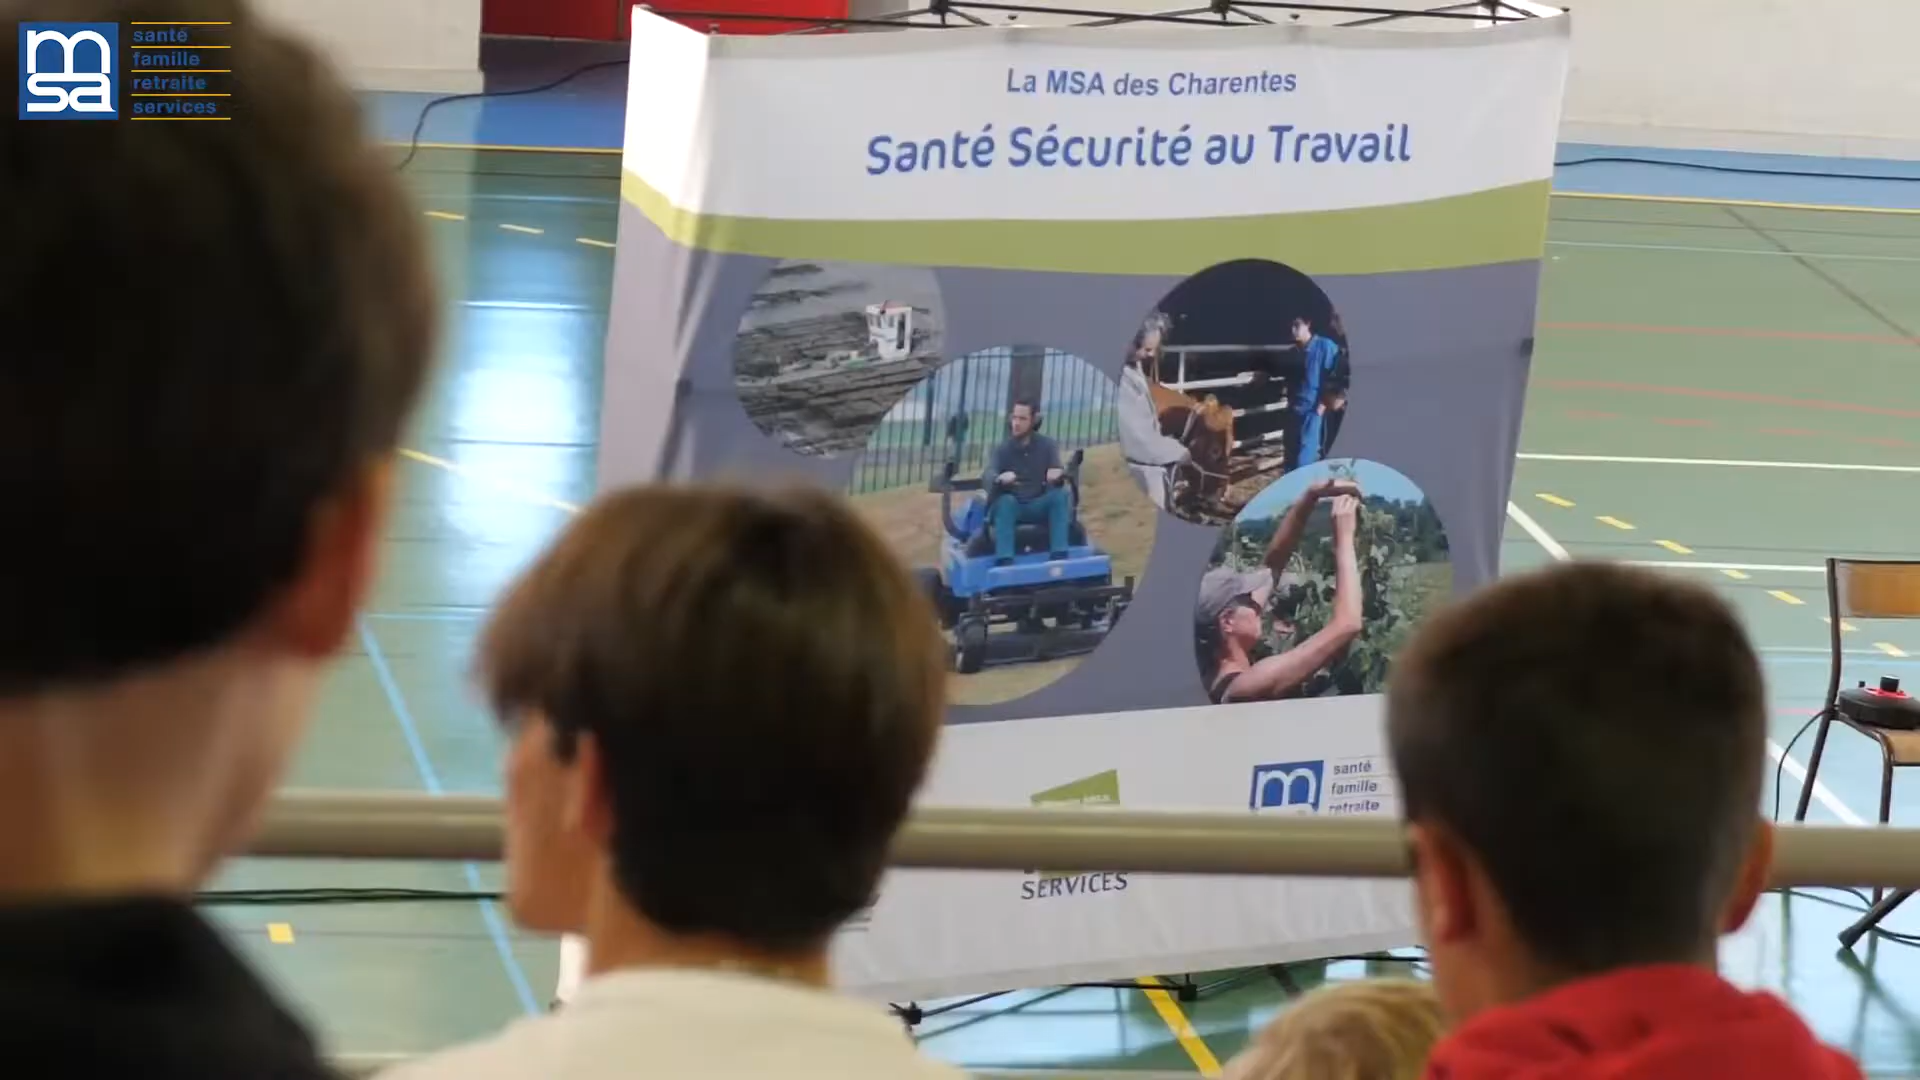 msa
santé
famille
retraite
services
La MSA des Charentes
Santé Sécurité au Travail
santé
famille
retraite
SERVICES